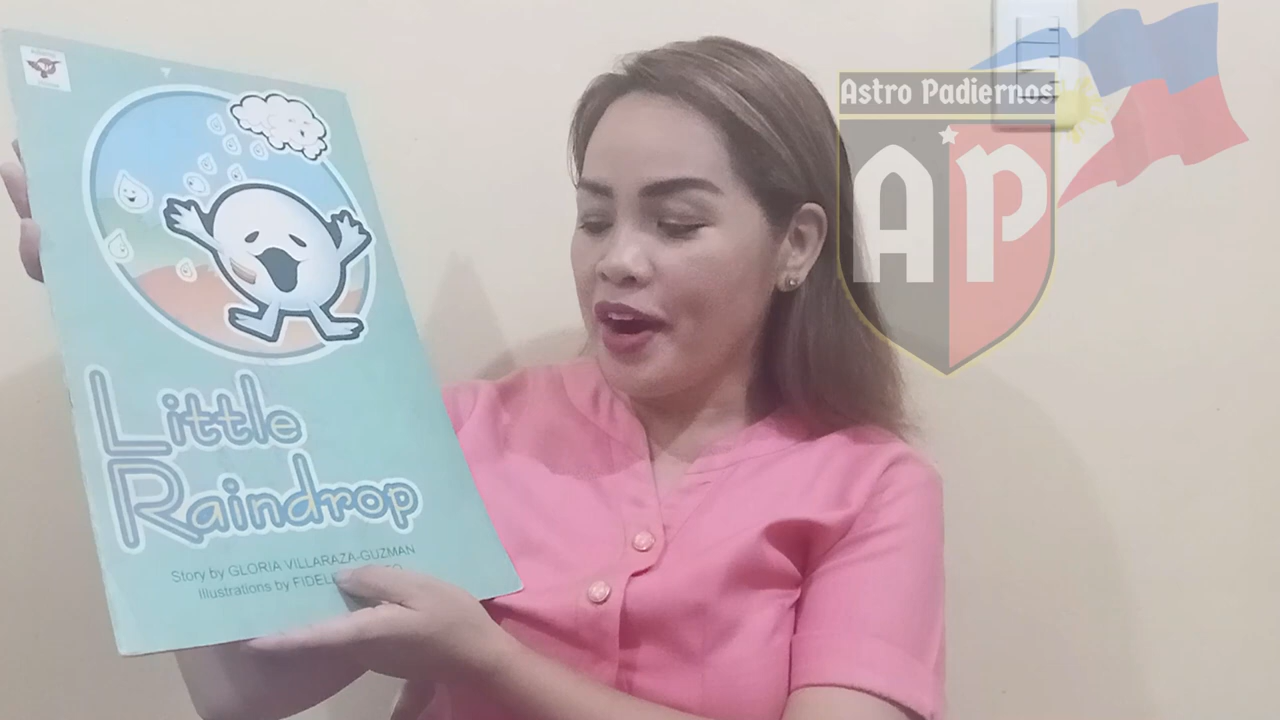 Little
Raindrop
Story by GLORIA VILLARAZA-GUZMAN
Illustrations by
Astro Padiernos
AP